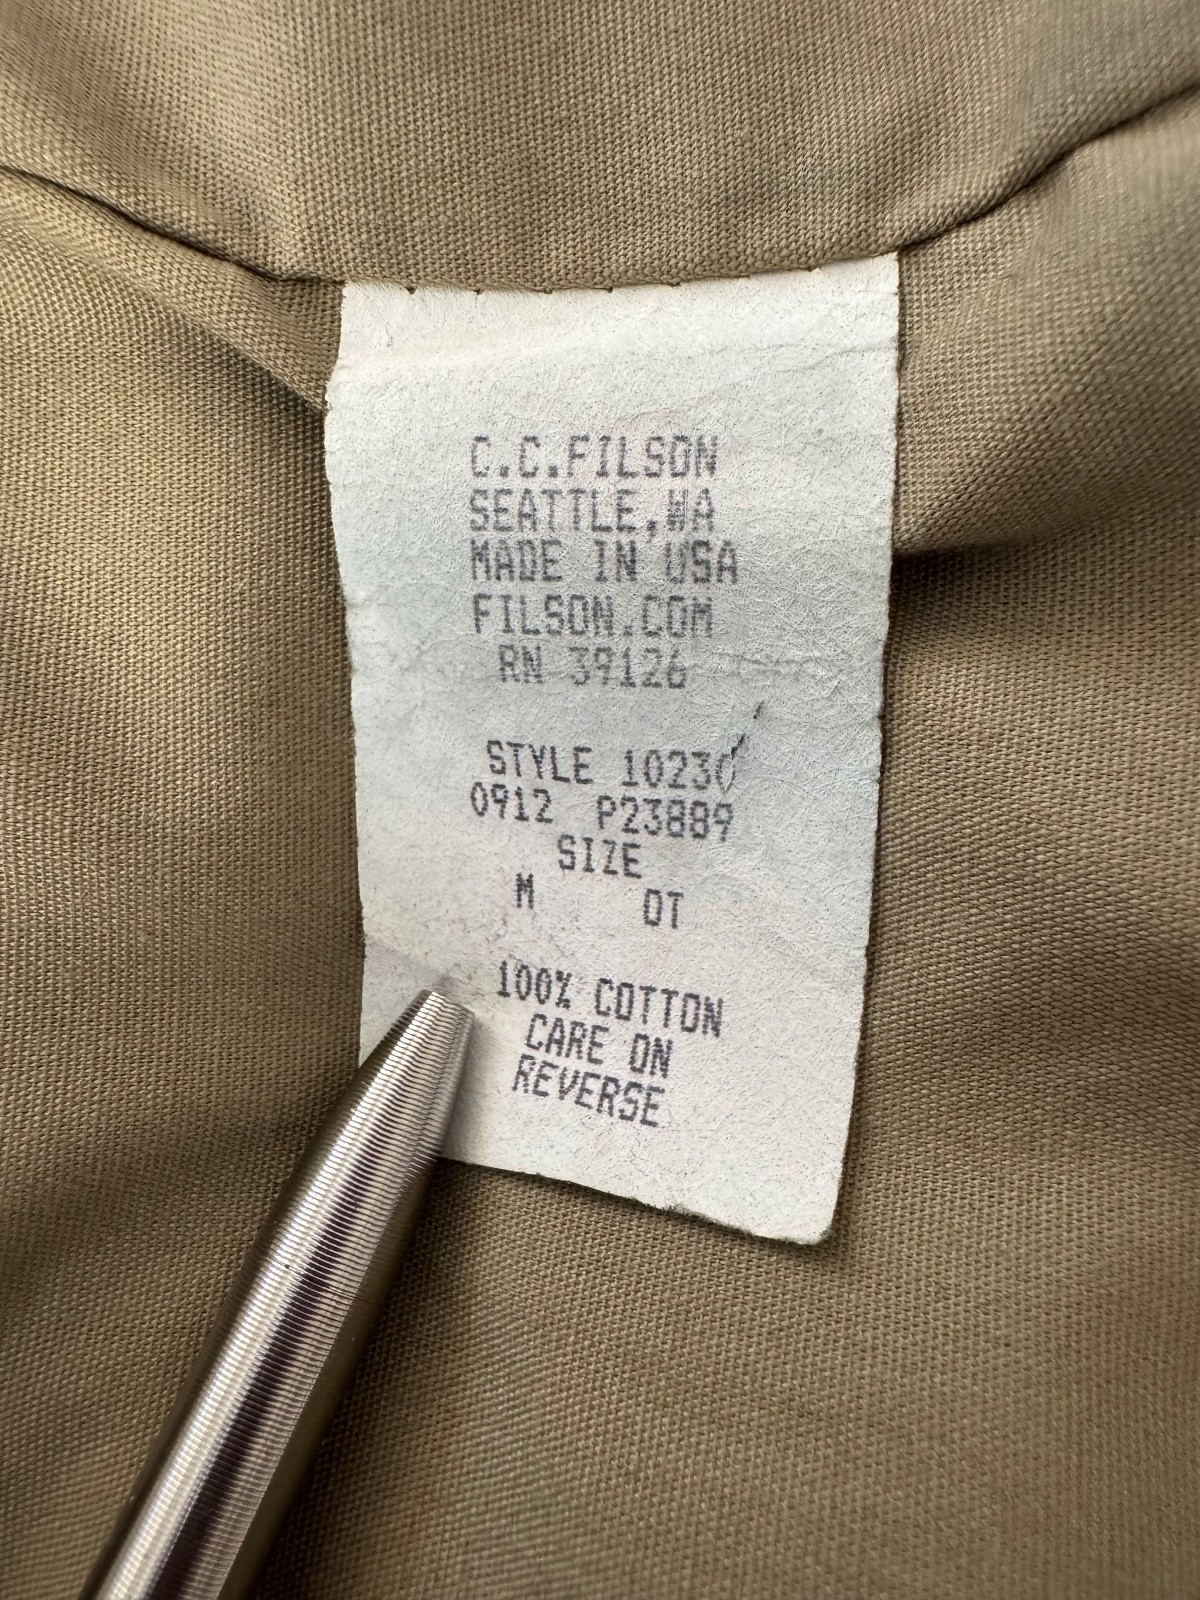 C.C.FILSON
SEATTLE,WA
MADE IN USA
FILSON.COM
RN 39126
STYLE 10230
0912 P23889
SIZE
M OT
100% COTTON
CARE ON
REVERSE